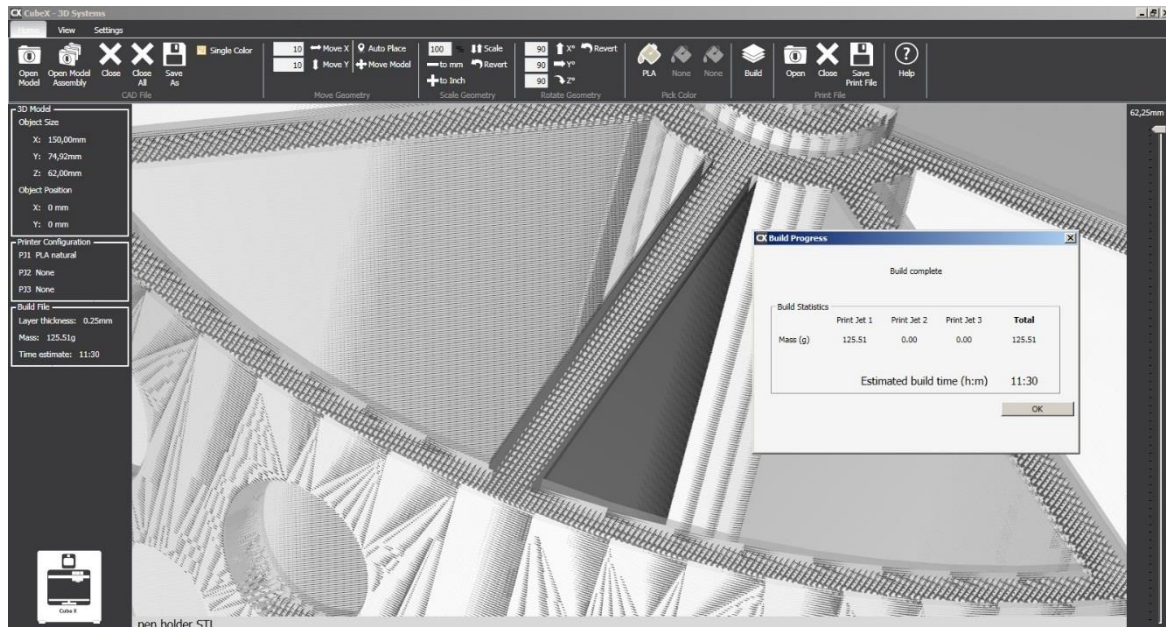 CX CubeX - 3D Systems
View Settings
Open Model
Open Model Assembly
Close
Close All
Save As
Single Color
CAD File
10 Move X Auto Place
10 Move Y Move Model
Move Geometry
100 % Scale
to mm Revert
to Inch
Scale Geometry
90 X° Revert
90 Y°
90 Z°
Rotate Geometry
PLA None None
Pick Color
Build
Open Close Save Print File
Print File
Help
3D Model
Object Size
X: 150,00mm
Y: 74,92mm
Z: 62,00mm
Object Position
X: 0 mm
Y: 0 mm
Printer Configuration
PJ1 PLA natural
PJ2 None
PJ3 None
Build File
Layer thickness: 0.25mm
Mass: 125.51g
Time estimate: 11:30
62,25mm
CX Build Progress
Build complete
Build Statistics
Print Jet 1 Print Jet 2 Print Jet 3 Total
Mass (g) 125.51 0.00 0.00 125.51
Estimated build time (h:m) 11:30
OK
Cube X
pen holder STL